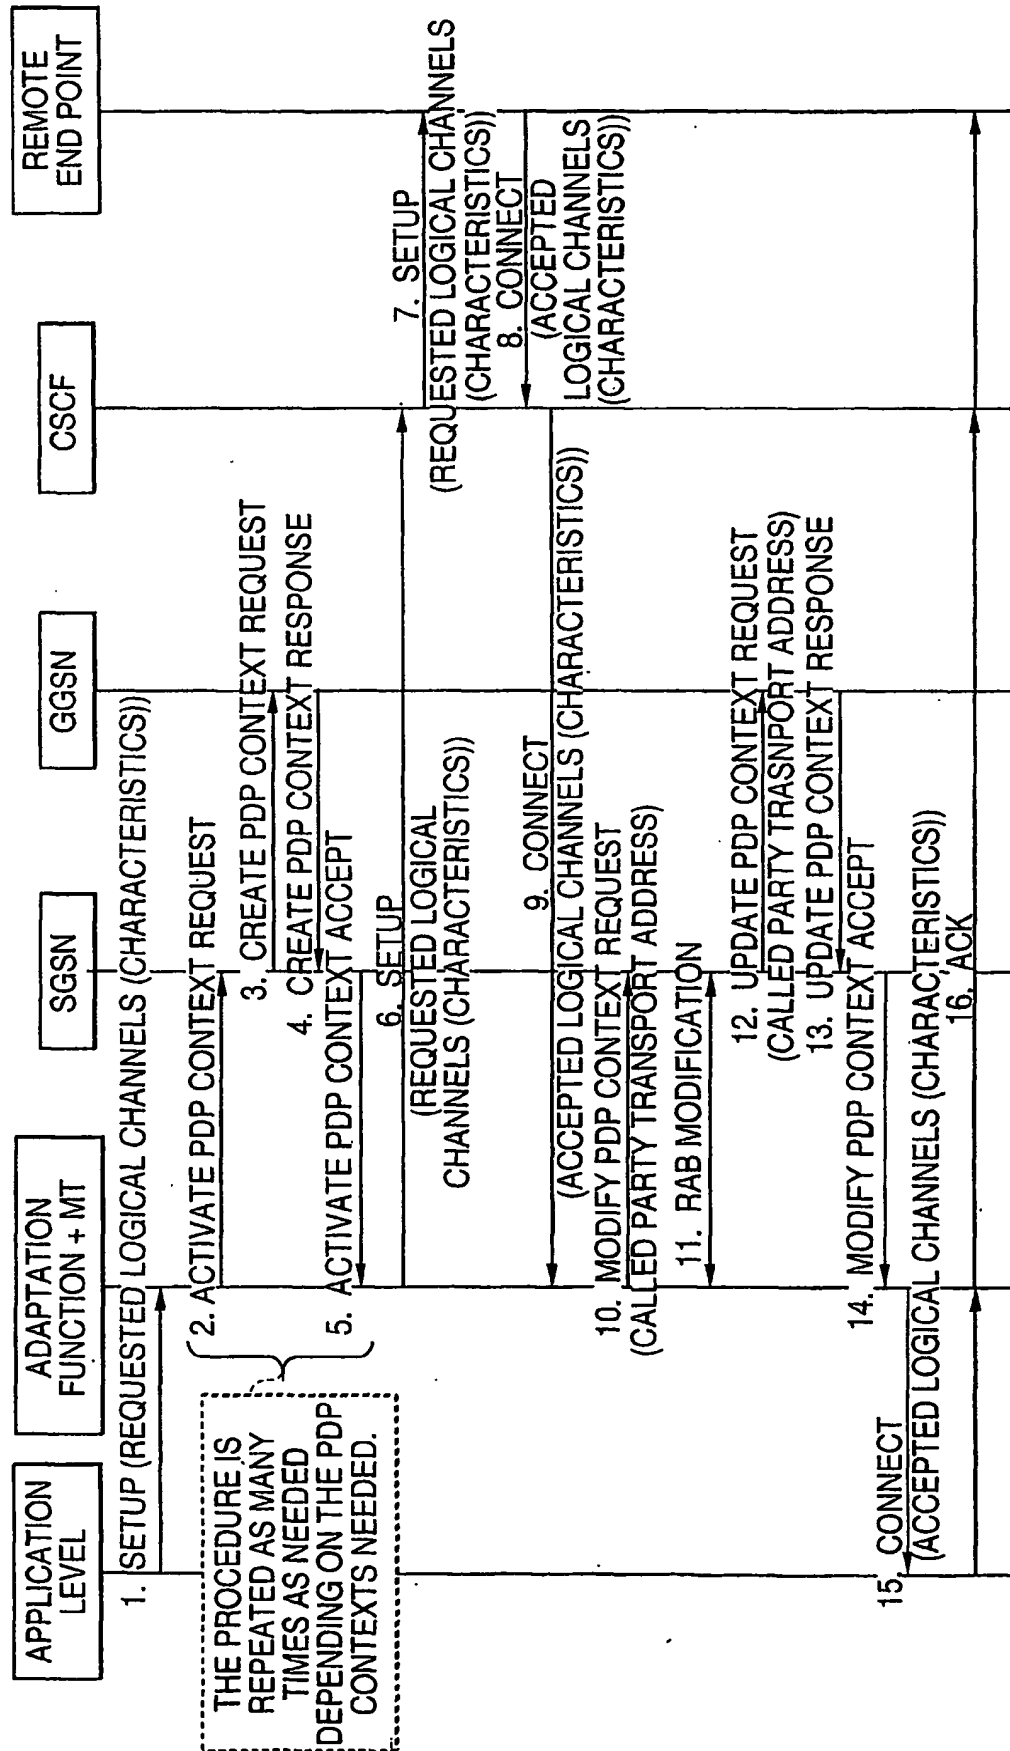 APPLICATION
LEVEL
ADAPTATION
FUNCTION + MT
SGSN
GGSN
CSCF
REMOTE
END POINT
1. SETUP (REQUESTED LOGICAL CHANNELS (CHARACTERISTICS))
2. ACTIVATE PDP CONTEXT REQUEST
3. CREATE PDP CONTEXT REQUEST
4. CREATE PDP CONTEXT RESPONSE
5. ACTIVATE PDP CONTEXT ACCEPT
THE PROCEDURE IS
REPEATED AS MANY
TIMES AS NEEDED
DEPENDING ON THE PDP
CONTEXTS NEEDED.
6. SETUP
(REQUESTED LOGICAL
CHANNELS (CHARACTERISTICS))
7. SETUP
(REQUESTED LOGICAL CHANNELS
(CHARACTERISTICS))
8. CONNECT
(ACCEPTED
LOGICAL CHANNELS
(CHARACTERISTICS))
9. CONNECT
(ACCEPTED LOGICAL CHANNELS (CHARACTERISTICS))
10. MODIFY PDP CONTEXT REQUEST
(CALLED PARTY TRANSPORT ADDRESS)
11. RAB MODIFICATION
12. UPDATE PDP CONTEXT REQUEST
(CALLED PARTY TRASNPORT ADDRESS)
13. UPDATE PDP CONTEXT RESPONSE
14. MODIFY PDP CONTEXT ACCEPT
15. CONNECT
(ACCEPTED LOGICAL CHANNELS (CHARACTERISTICS))
16. ACK